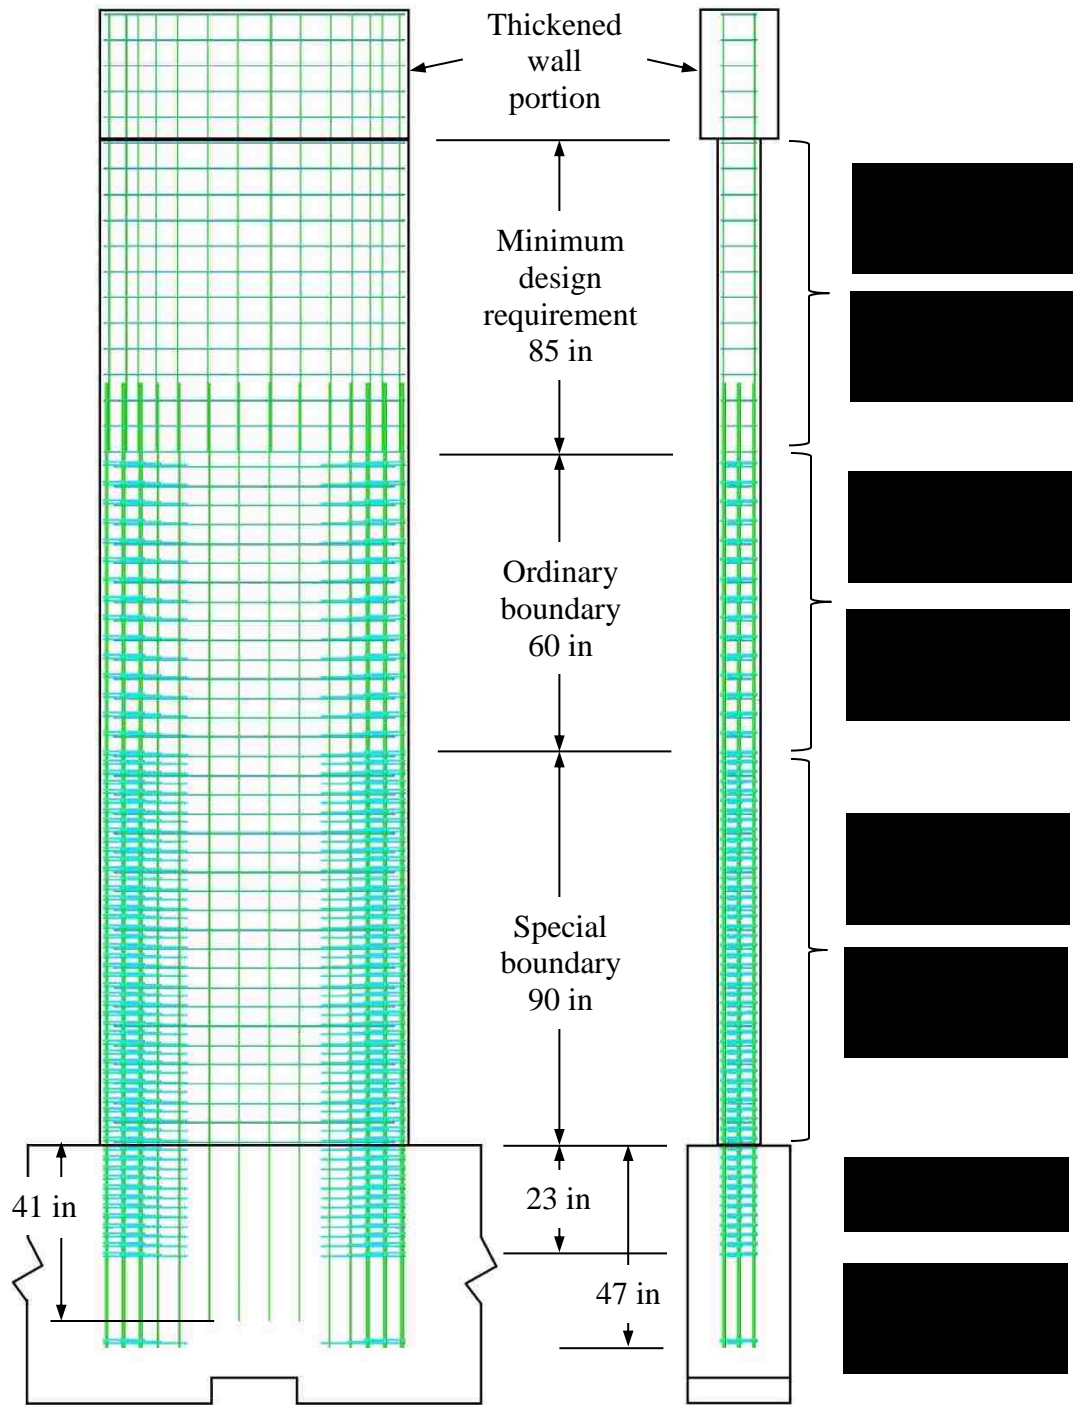 Thickened
wall
portion
Minimum
design
requirement
85 in
Ordinary
boundary
60 in
Special
boundary
90 in
41 in
23 in
47 in